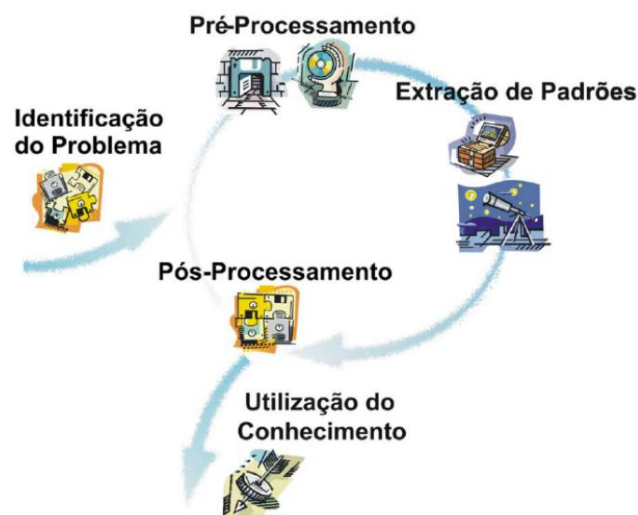 Pré-Processamento
Extração de Padrões
Identificação
do Problema
Pós-Processamento
Utilização do
Conhecimento